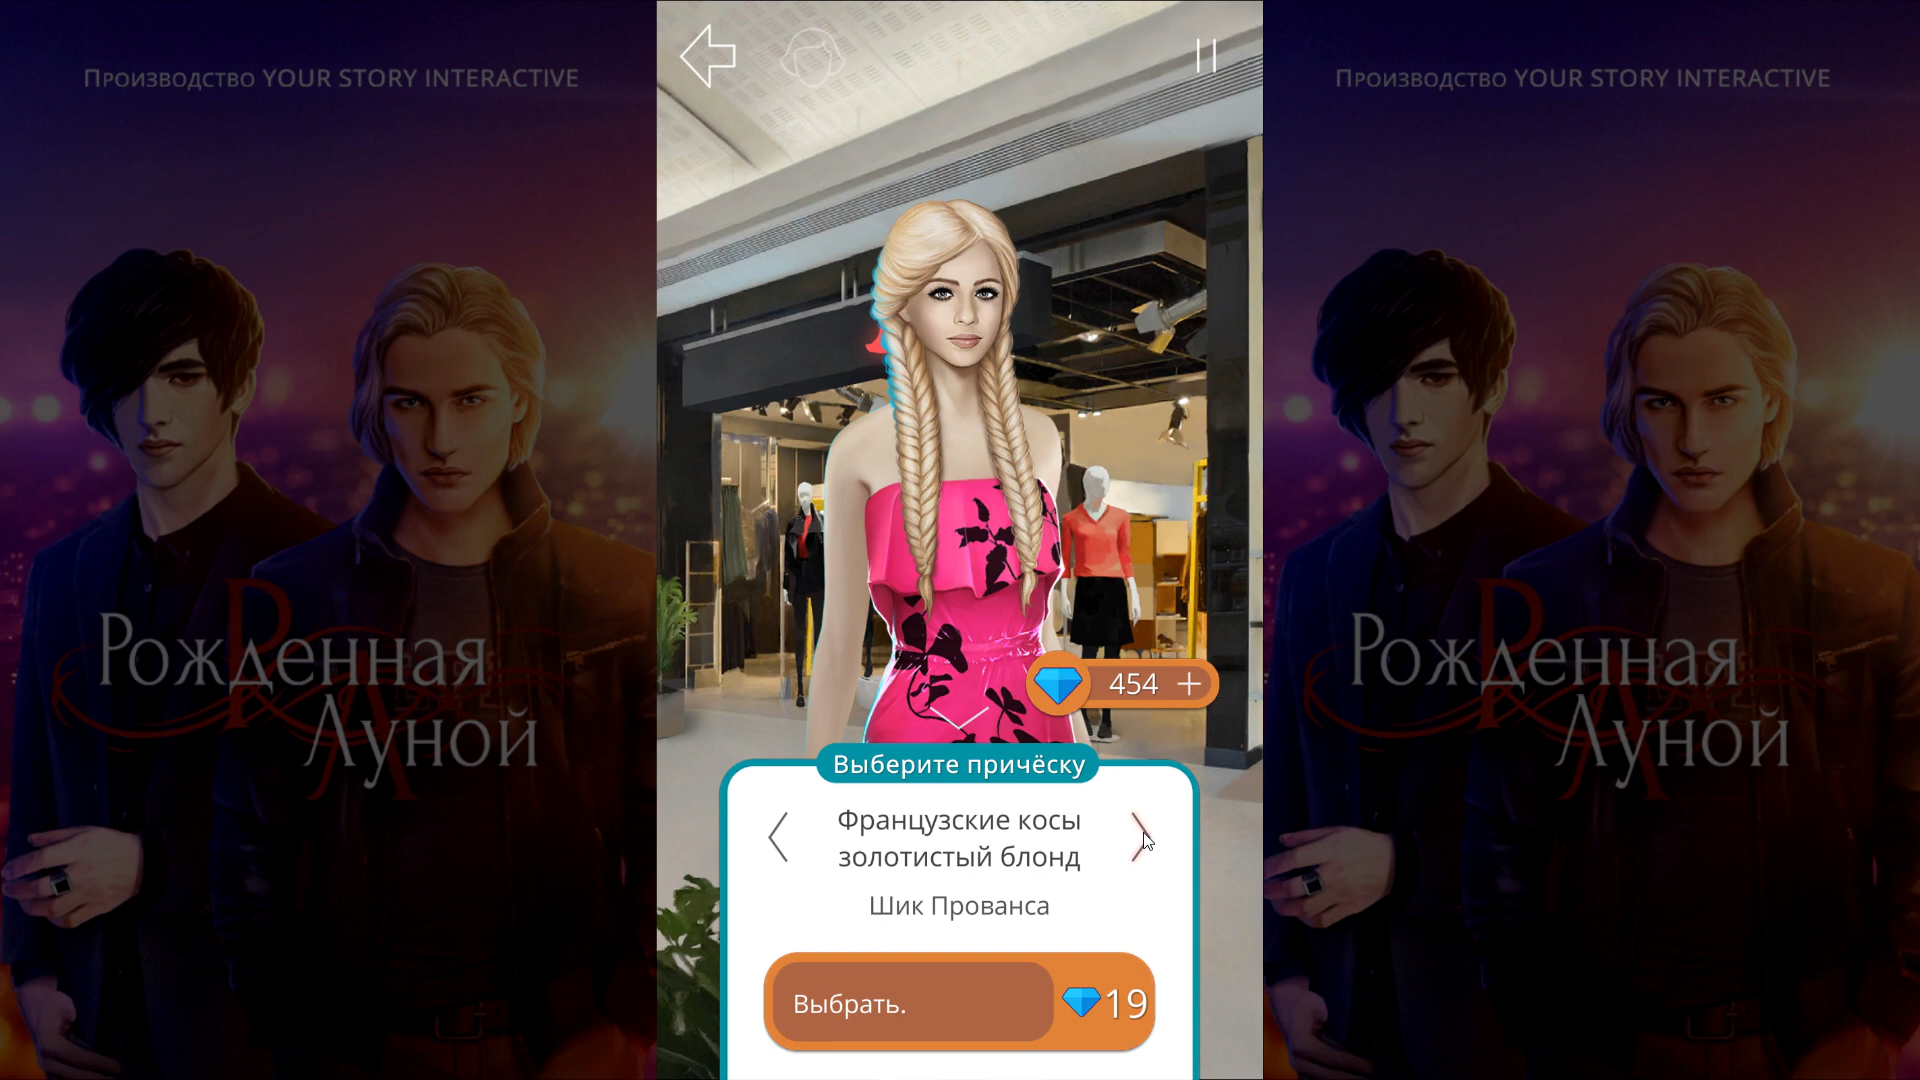 Производство YOUR STORY INTERACTIVE
Рожденная
Луной
454 +
Выберите причёску
Французские косы
золотистый блонд
Шик Прованса
Выбрать.
19
Производство YOUR STORY INTERACTIVE
Рожденная
Луной